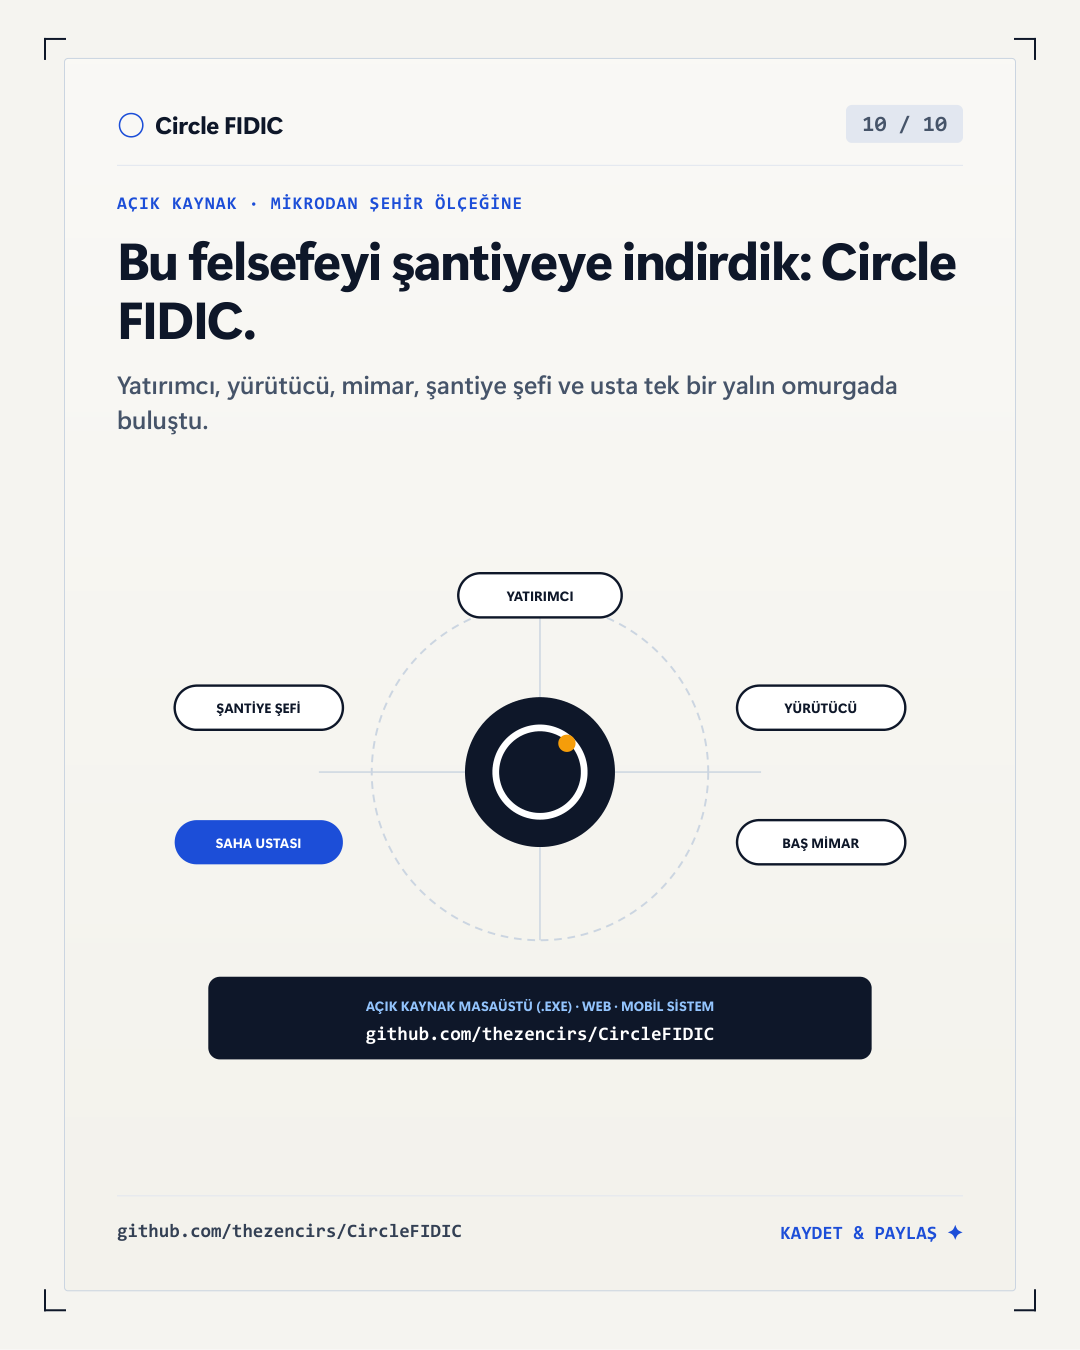 Circle FIDIC
10 / 10
AÇIK KAYNAK · MİKRODAN ŞEHİR ÖLÇEĞİNE
Bu felsefeyi şantiyeye indirdik: Circle
FIDIC.
Yatırımcı, yürütücü, mimar, şantiye şefi ve usta tek bir yalın omurgada
buluştu.
YATIRIMCI
ŞANTİYE ŞEFİ
YÜRÜTÜCÜ
SAHA USTASI
BAŞ MİMAR
AÇIK KAYNAK MASAÜSTÜ (.EXE) · WEB · MOBİL SİSTEM
github.com/thezencirs/CircleFIDIC
github.com/thezencirs/CircleFIDIC
KAYDET & PAYLAŞ ✦